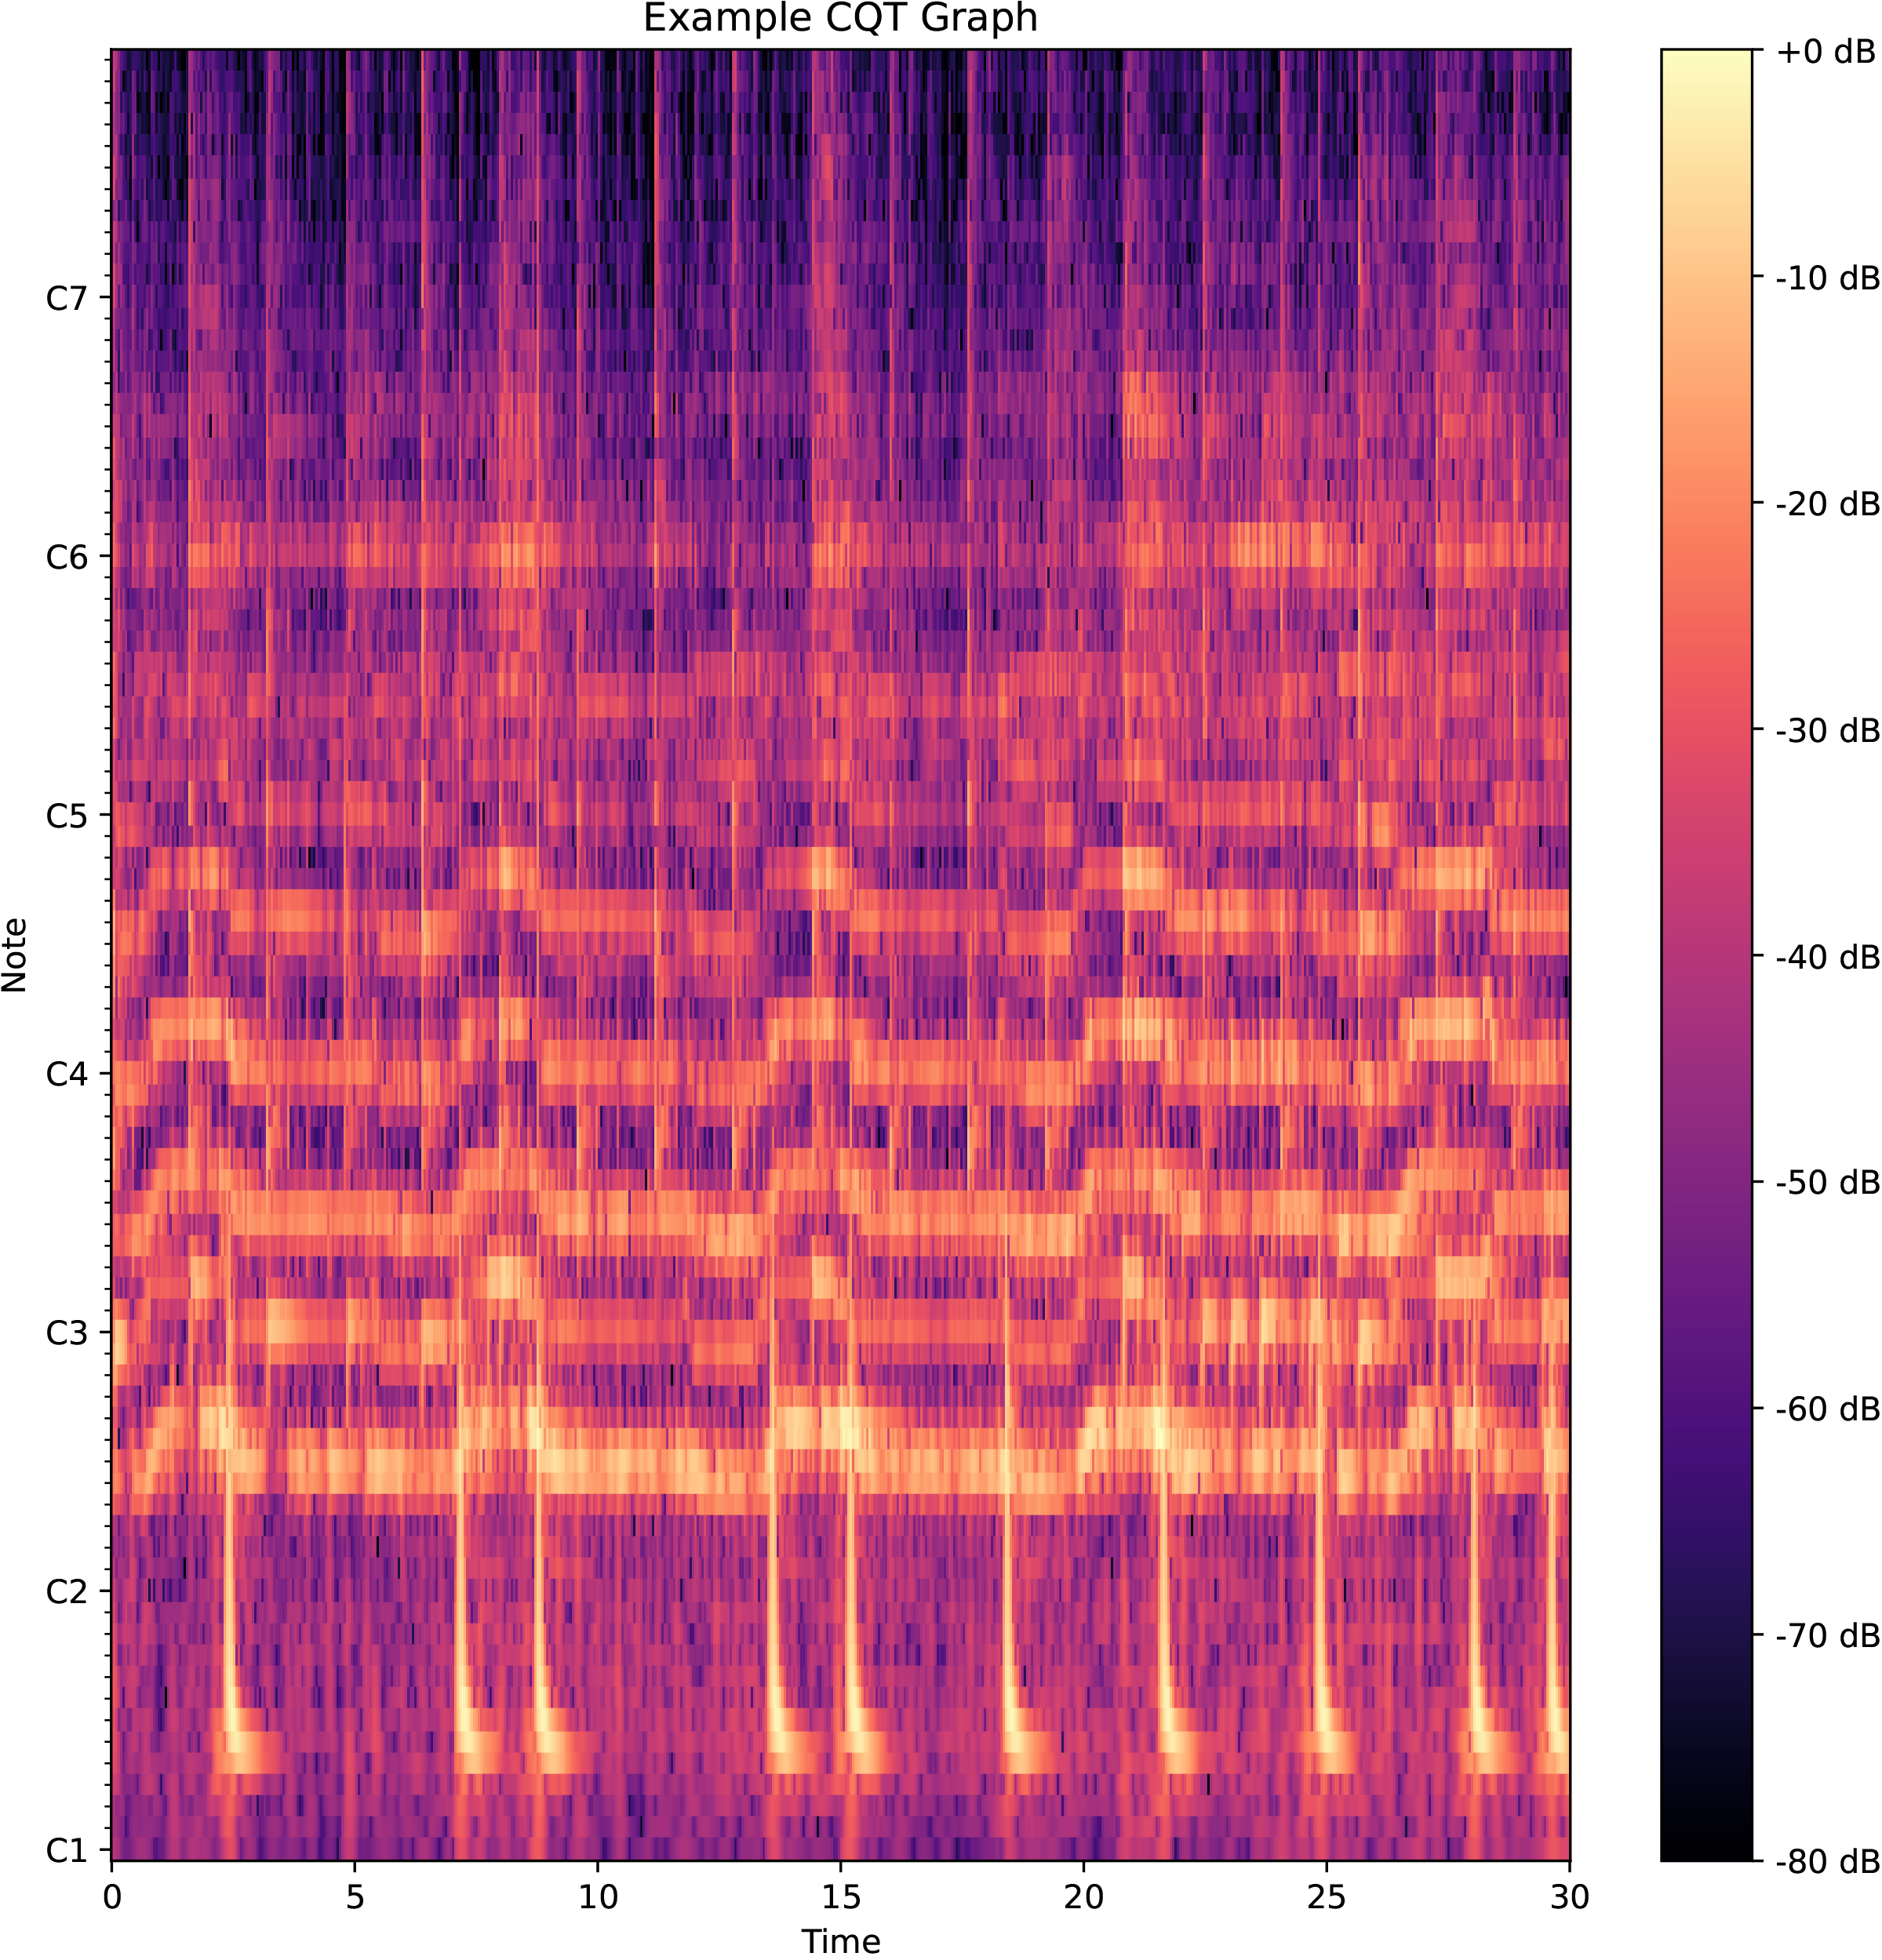 Example CQT Graph
Note
C7
C6
C5
C4
C3
C2
C1
0 5 10 15 20 25 30
Time
+0 dB
-10 dB
-20 dB
-30 dB
-40 dB
-50 dB
-60 dB
-70 dB
-80 dB